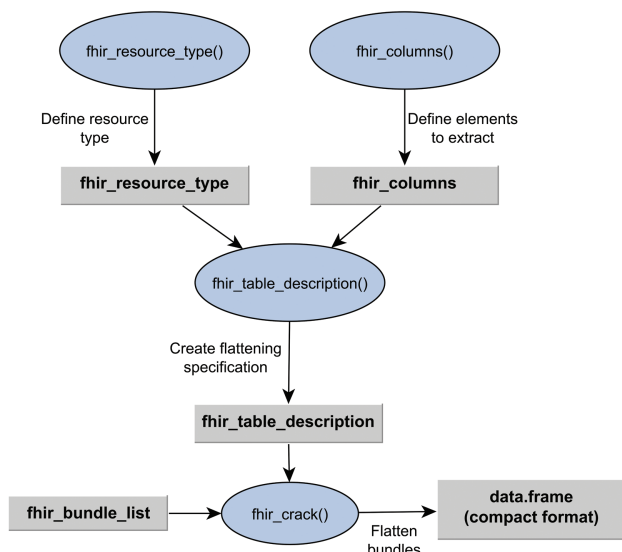 fhir_resource_type()
fhir_columns()
Define resource
type
Define elements
to extract
fhir_resource_type
fhir_columns
fhir_table_description()
Create flattening
specification
fhir_table_description
fhir_bundle_list
fhir_crack()
Flatten
bundles
data.frame
(compact format)